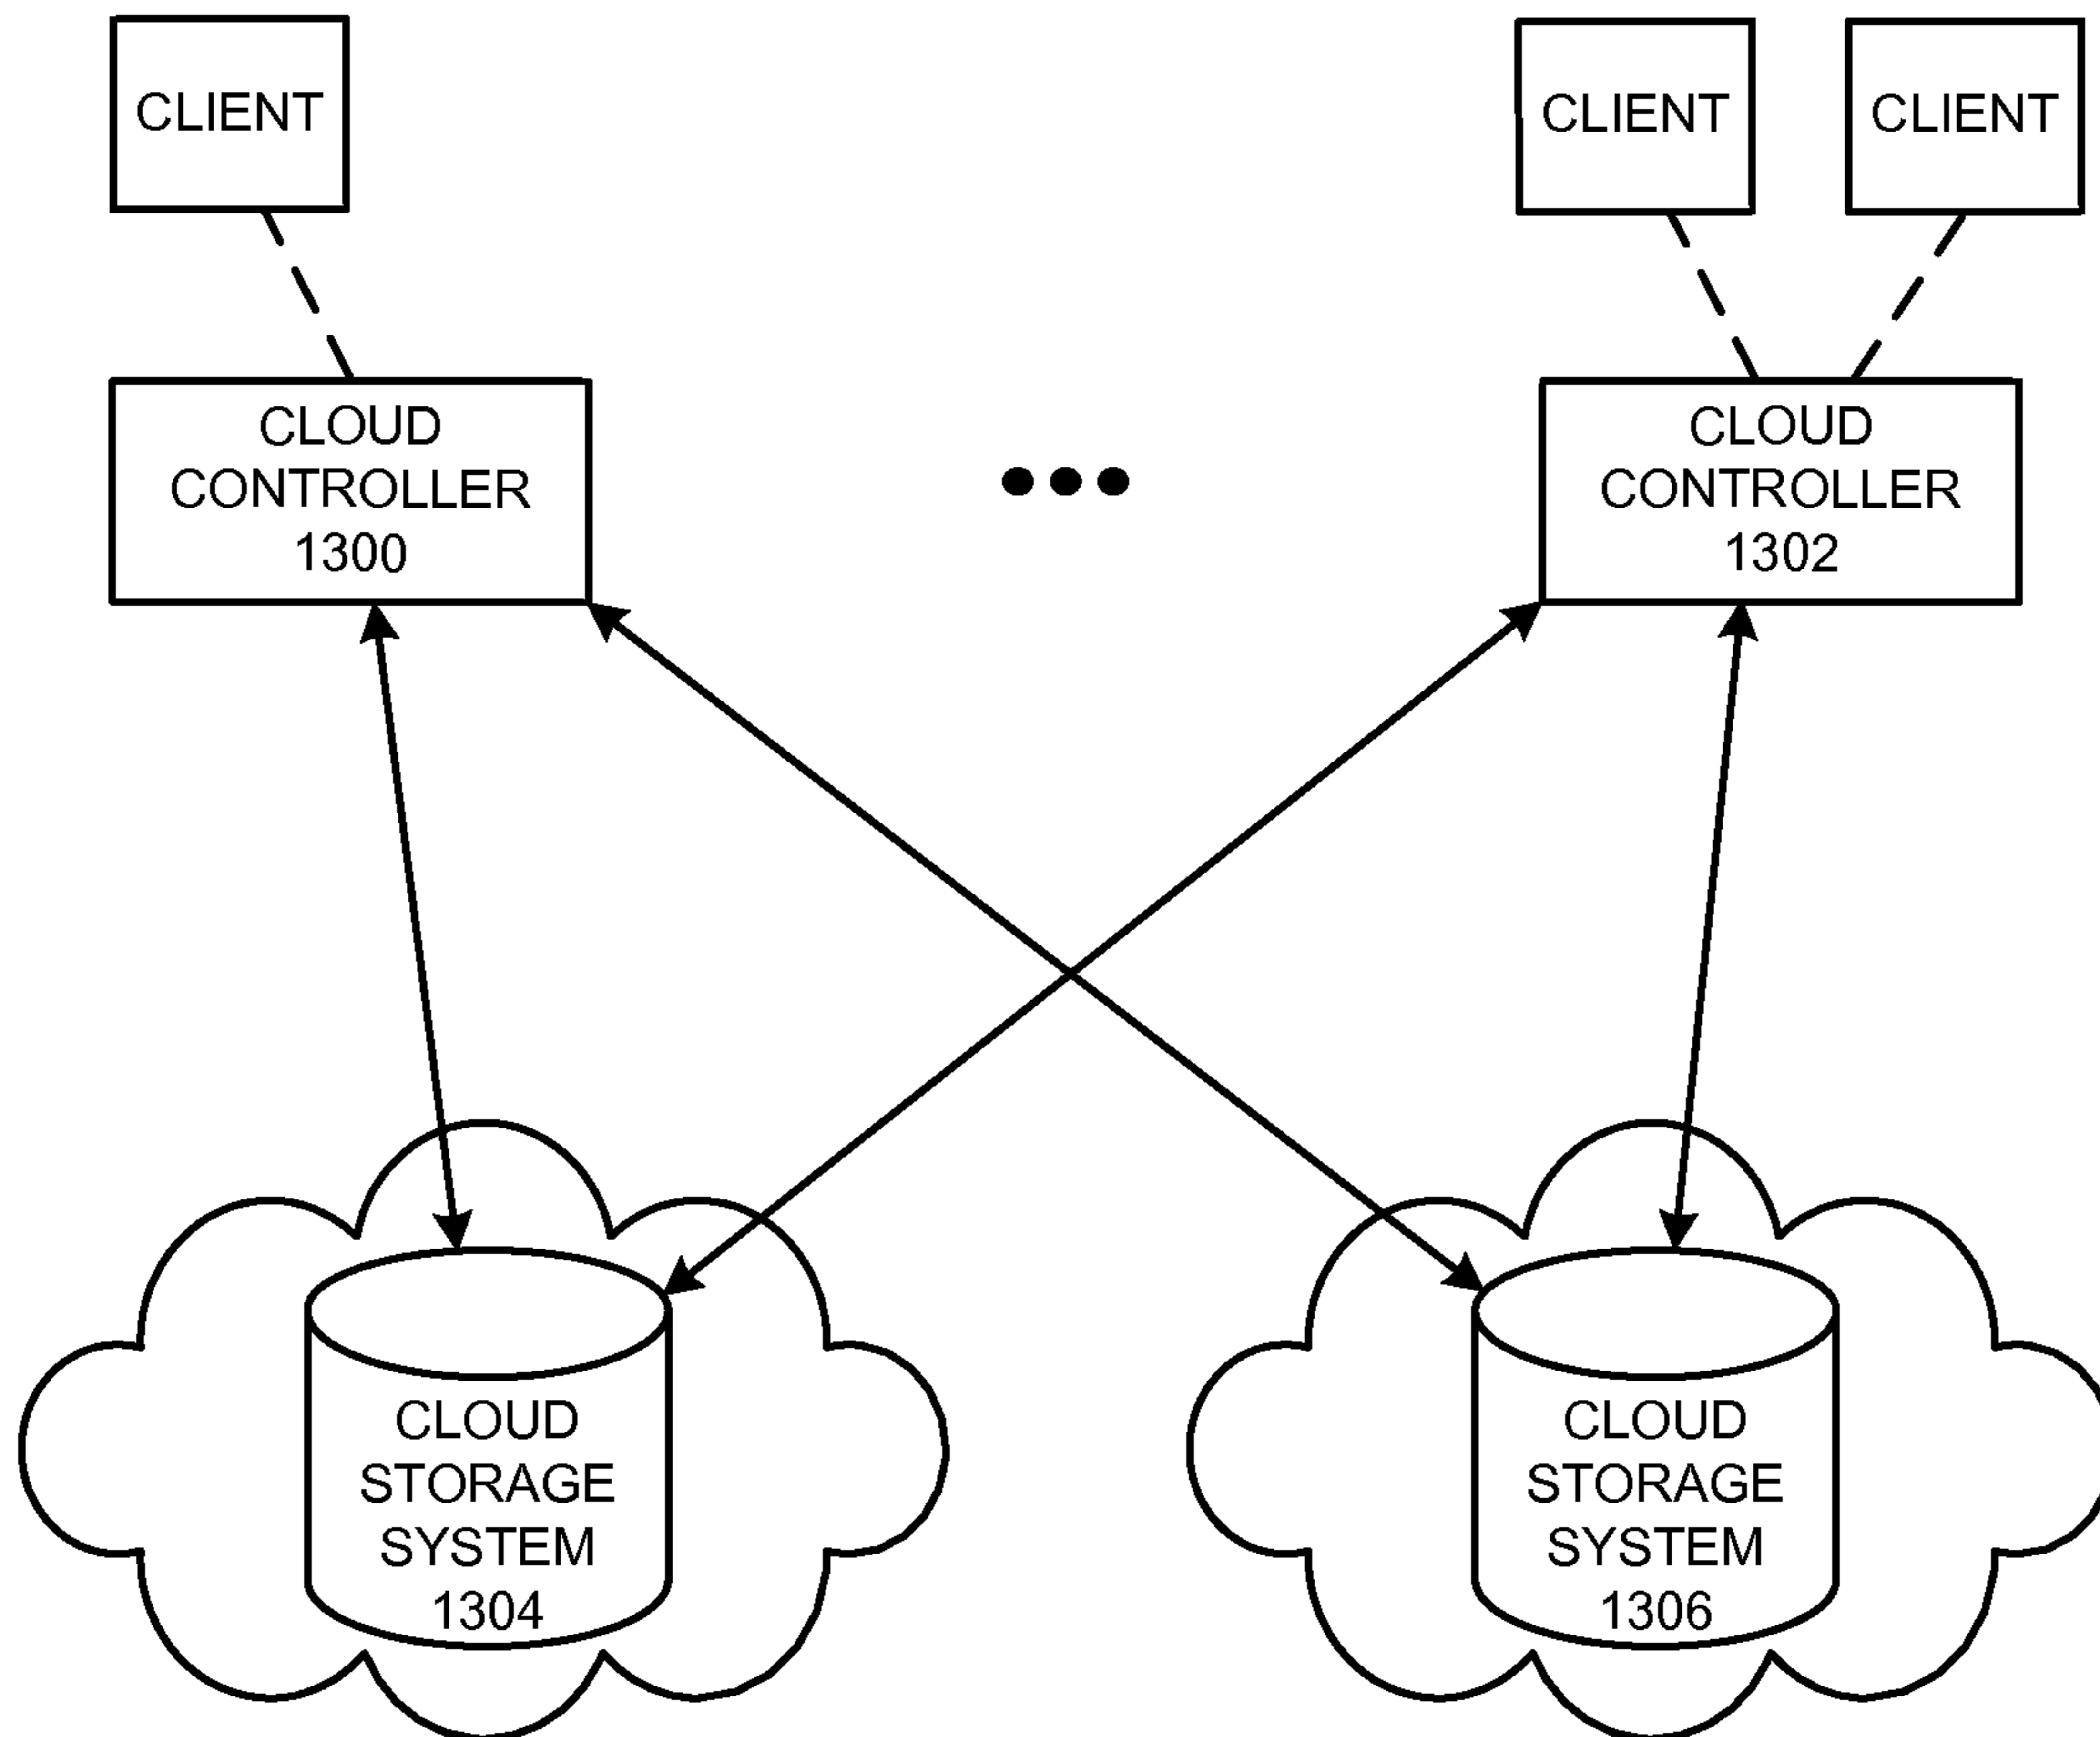 CLIENT
CLIENT
CLIENT
CLOUD
CONTROLLER
1300
CLOUD
CONTROLLER
1302
CLOUD
STORAGE
SYSTEM
1304
CLOUD
STORAGE
SYSTEM
1306